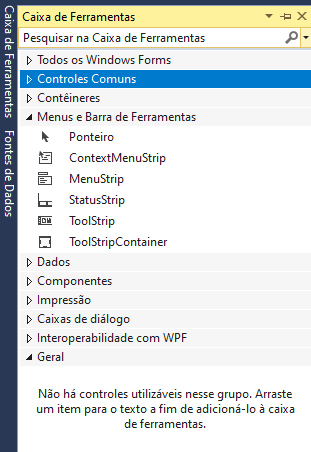 Caixa de Ferramentas
Pesquisar na Caixa de Ferramentas
Todos os Windows Forms
Controles Comuns
Contêineres
Menus e Barra de Ferramentas
Ponteiro
ContextMenuStrip
MenuStrip
StatusStrip
ToolStrip
ToolStripContainer
Dados
Componentes
Impressão
Caixas de diálogo
Interoperabilidade com WPF
Geral
Não há controles utilizáveis nesse grupo. Arraste
um item para o texto a fim de adicioná-lo à caixa
de ferramentas.
Caixa de Ferramentas
Fontes de Dados